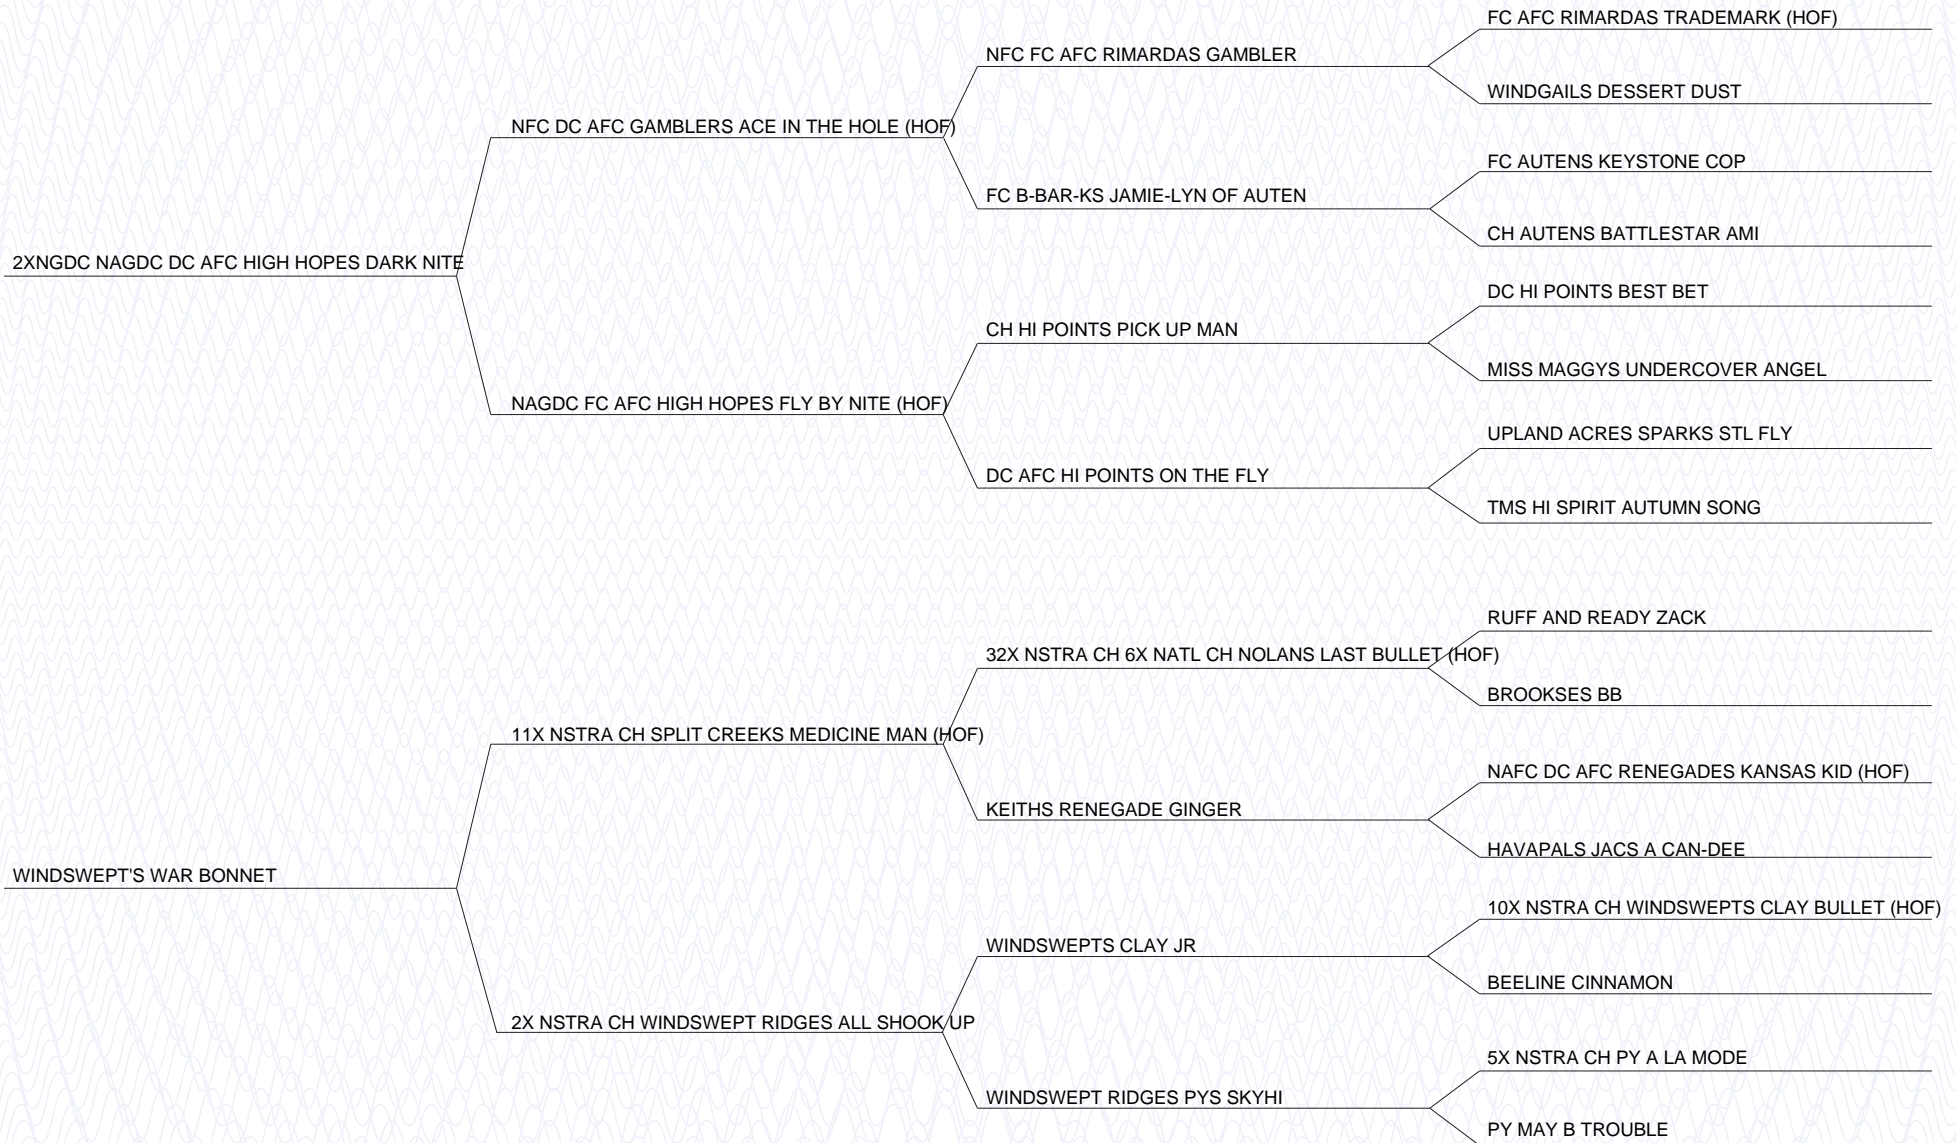 FC AFC RIMARDAS TRADEMARK (HOF)
NFC FC AFC RIMARDAS GAMBLER
WINDGAILS DESSERT DUST
NFC DC AFC GAMBLERS ACE IN THE HOLE (HOF)
FC AUTENS KEYSTONE COP
FC B-BAR-KS JAMIE-LYN OF AUTEN
CH AUTENS BATTLESTAR AMI
2XNGDC NAGDC DC AFC HIGH HOPES DARK NITE
DC HI POINTS BEST BET
CH HI POINTS PICK UP MAN
MISS MAGGYS UNDERCOVER ANGEL
NAGDC FC AFC HIGH HOPES FLY BY NITE (HOF)
UPLAND ACRES SPARKS STL FLY
DC AFC HI POINTS ON THE FLY
TMS HI SPIRIT AUTUMN SONG
RUFF AND READY ZACK
32X NSTRA CH 6X NATL CH NOLANS LAST BULLET (HOF)
BROOKSES BB
11X NSTRA CH SPLIT CREEKS MEDICINE MAN (HOF)
NAFC DC AFC RENEGADES KANSAS KID (HOF)
KEITHS RENEGADE GINGER
HAVAPALS JACS A CAN-DEE
WINDSWEPT'S WAR BONNET
10X NSTRA CH WINDSWEPTS CLAY BULLET (HOF)
WINDSWEPTS CLAY JR
BEELINE CINNAMON
2X NSTRA CH WINDSWEPT RIDGES ALL SHOOK UP
5X NSTRA CH PY A LA MODE
WINDSWEPT RIDGES PYS SKYHI
PY MAY B TROUBLE